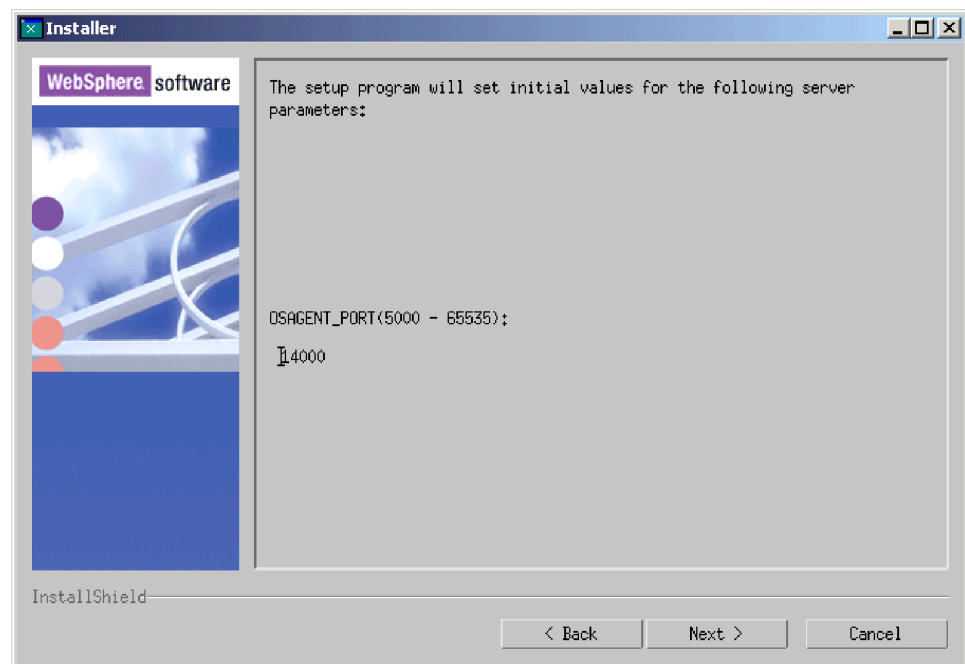 Installer
WebSphere software
The setup program will set initial values for the following server
parameters:
OSAGENT_PORT(5000 - 65535):
14000
InstallShield
< Back
Next >
Cancel